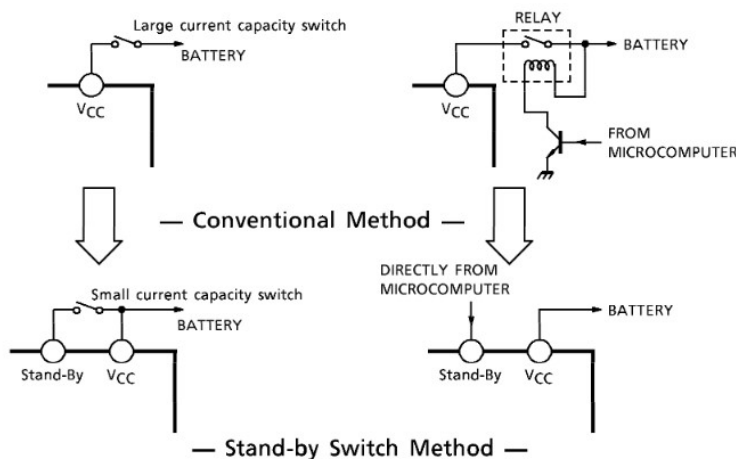 Large current capacity switch
BATTERY
VCC
RELAY
BATTERY
VCC
FROM
MICROCOMPUTER
— Conventional Method —
Small current capacity switch
BATTERY
Stand-By
VCC
DIRECTLY FROM
MICROCOMPUTER
BATTERY
Stand-By
VCC
— Stand-by Switch Method —